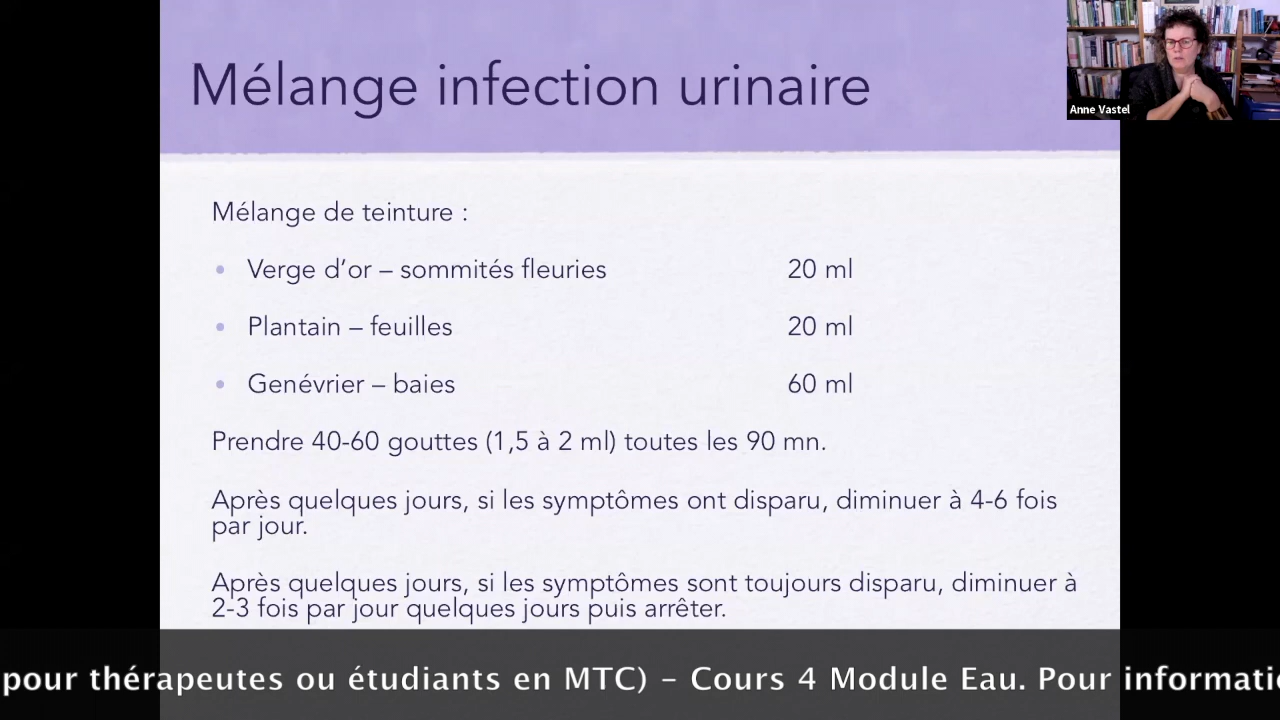 Mélange infection urinaire
Anne Vastel
Mélange de teinture :
• Verge d’or – sommités fleuries 20 ml
• Plantain – feuilles 20 ml
• Genévrier – baies 60 ml
Prendre 40-60 gouttes (1,5 à 2 ml) toutes les 90 mn.
Après quelques jours, si les symptômes ont disparu, diminuer à 4-6 fois
par jour.
Après quelques jours, si les symptômes sont toujours disparu, diminuer à
2-3 fois par jour quelques jours puis arrêter.
pour thérapeutes ou étudiants en MTC) – Cours 4 Module Eau. Pour informati